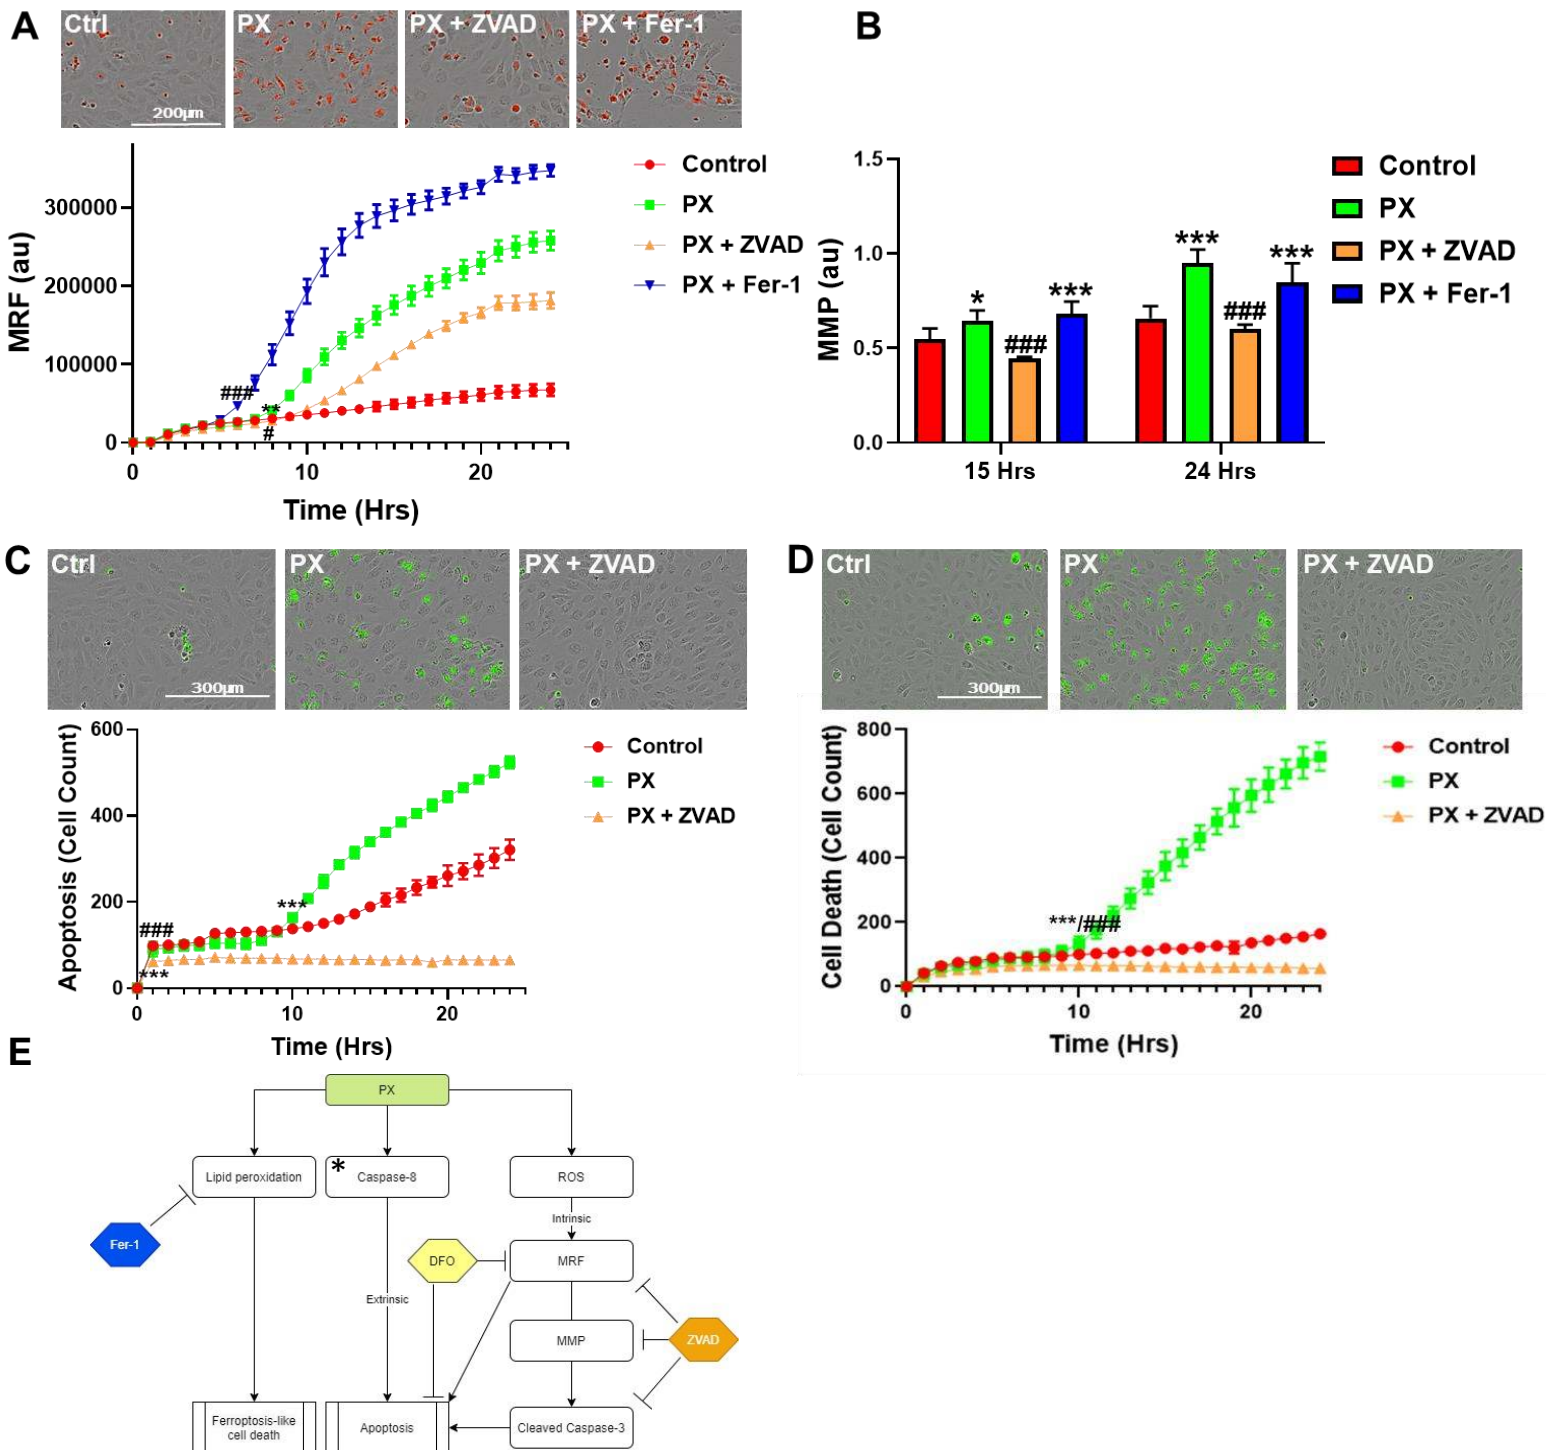 A
Ctrl
PX
PX + ZVAD
PX + Fer-1
200µm
MRF (au)
300000
200000
100000
0
###
**
#
0
10
20
Time (Hrs)
Control
PX
PX + ZVAD
PX + Fer-1
B
MMP (au)
1.5
1.0
0.5
0.0
*
###
***
***
###
***
15 Hrs
24 Hrs
Control
PX
PX + ZVAD
PX + Fer-1
C
Ctrl
PX
PX + ZVAD
300µm
Apoptosis (Cell Count)
600
400
200
0
###
***
***
0
10
20
Time (Hrs)
Control
PX
PX + ZVAD
D
Ctrl
PX
PX + ZVAD
300µm
Cell Death (Cell Count)
800
600
400
200
0
***/###
0
10
20
Time (Hrs)
Control
PX
PX + ZVAD
E
PX
Lipid peroxidation
* Caspase-8
ROS
Intrinsic
Fer-1
DFO
MRF
Extrinsic
MMP
ZVAD
Ferroptosis-like
cell death
Apoptosis
Cleaved Caspase-3